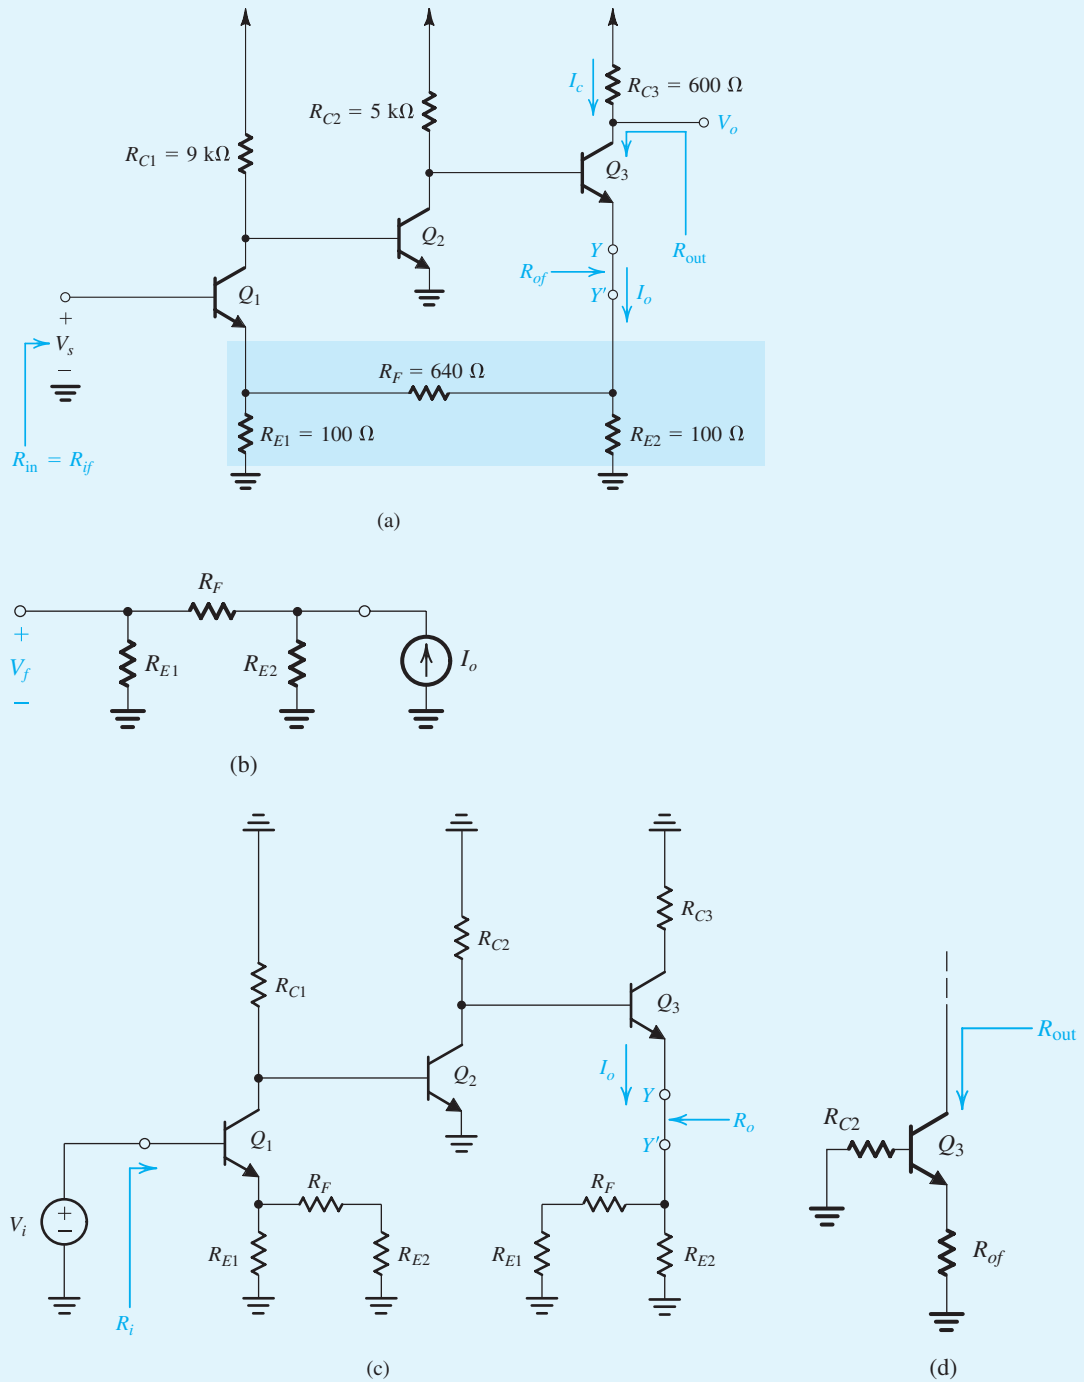 I_c
R_C3 = 600 Ω
V_o
R_C2 = 5 kΩ
R_C1 = 9 kΩ
Q_3
Q_2
R_out
Y
R_of
Y'
I_o
Q_1
+
V_s
−
R_F = 640 Ω
R_E1 = 100 Ω
R_E2 = 100 Ω
R_in = R_if
(a)
R_F
+
V_f
−
R_E1
R_E2
I_o
(b)
R_C3
R_C2
R_C1
Q_3
Q_2
I_o
Y
R_o
Y'
Q_1
V_i
+
−
R_F
R_F
R_E1
R_E2
R_E1
R_E2
R_i
(c)
R_out
R_C2
Q_3
R_of
(d)